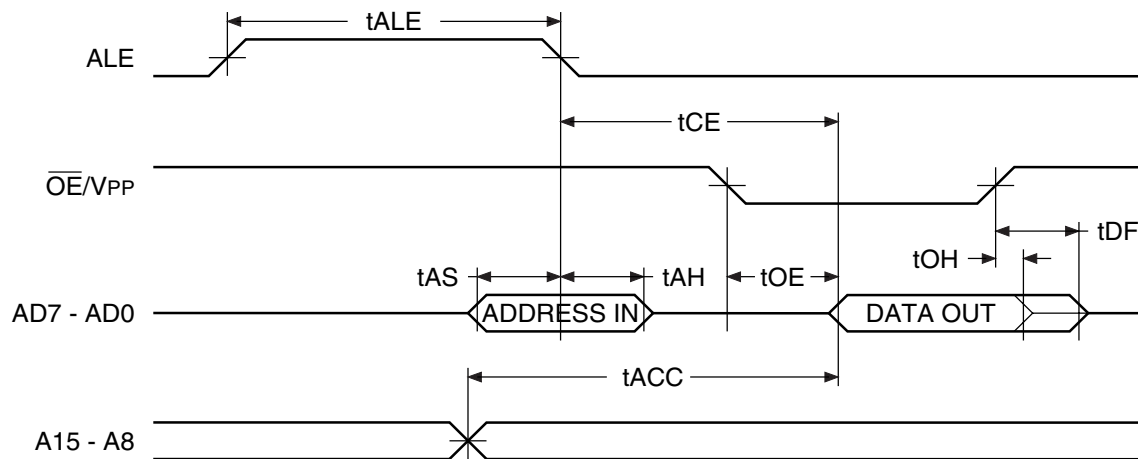 tALE
ALE
tCE
OE/VPP
tDF
tOH
tAS
tAH
tOE
AD7 - AD0
ADDRESS IN
DATA OUT
tACC
A15 - A8